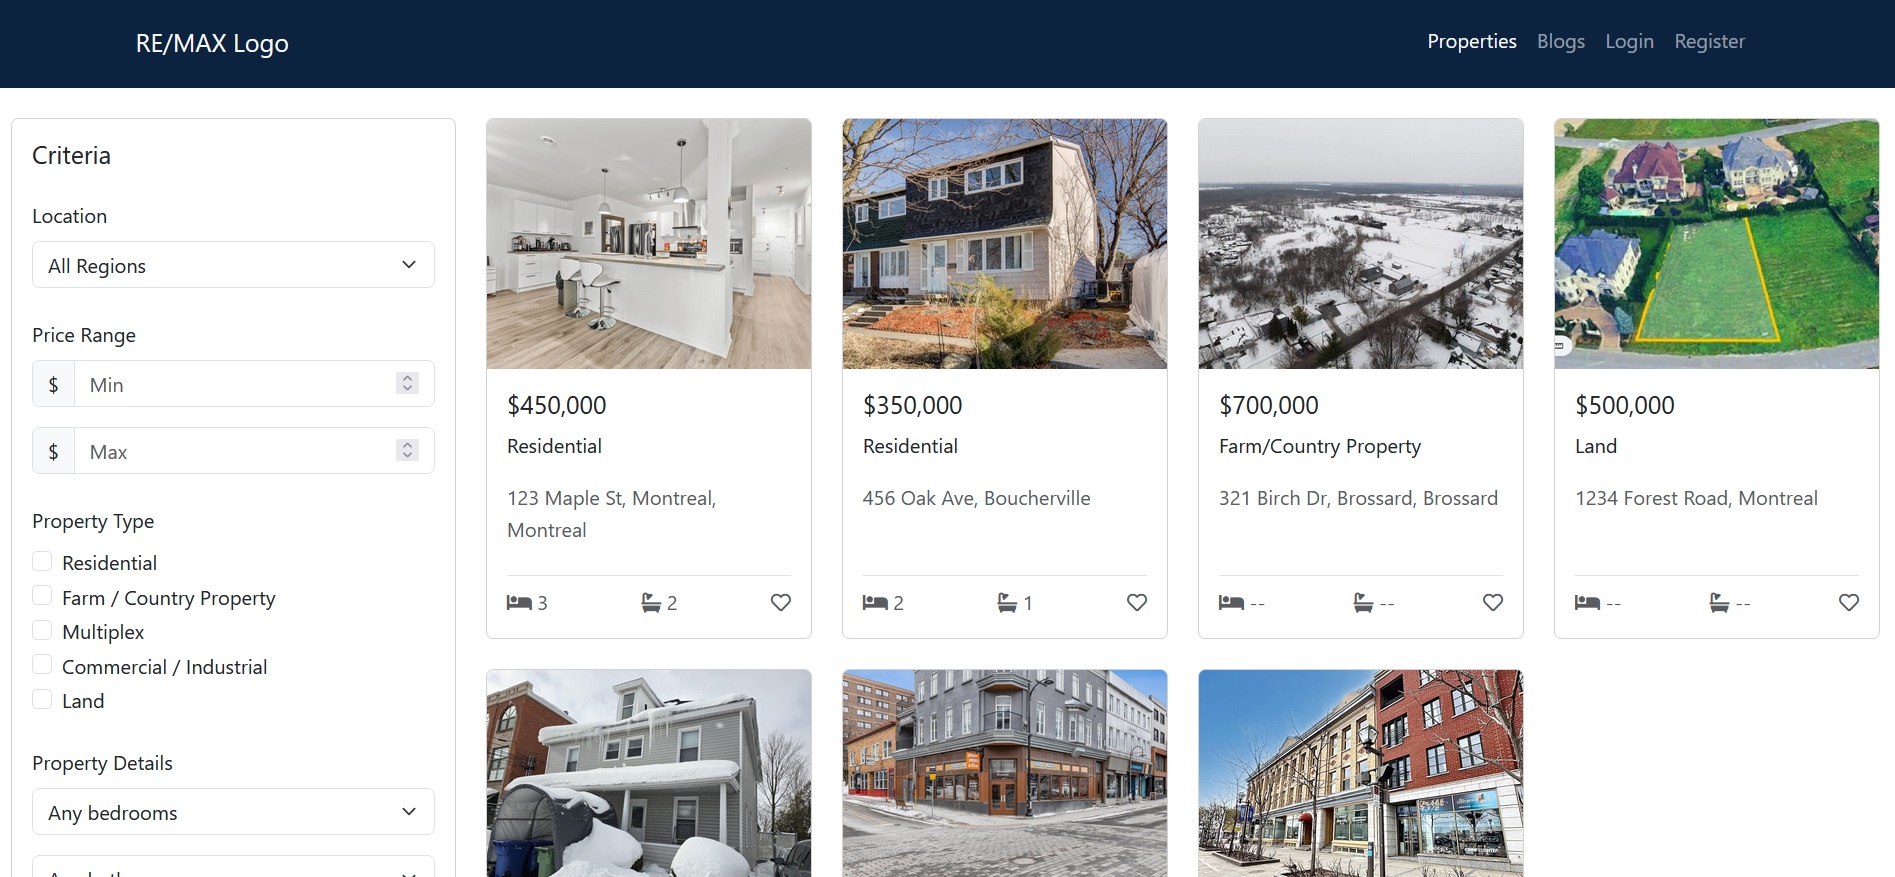 RE/MAX Logo
Properties Blogs Login Register
Criteria
Location
All Regions
Price Range
$ Min
$ Max
Property Type
Residential
Farm / Country Property
Multiplex
Commercial / Industrial
Land
Property Details
Any bedrooms
$450,000
Residential
123 Maple St, Montreal,
Montreal
3 2
$350,000
Residential
456 Oak Ave, Boucherville
2 1
$700,000
Farm/Country Property
321 Birch Dr, Brossard, Brossard
-- --
$500,000
Land
1234 Forest Road, Montreal
-- --